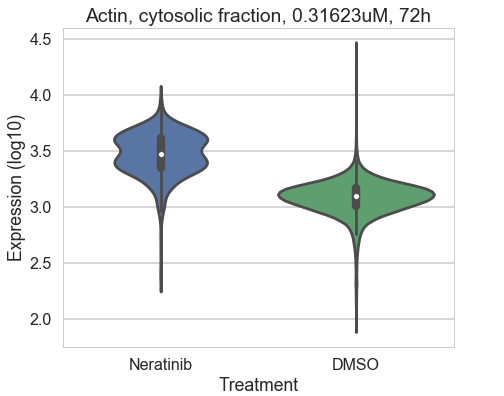 Actin, cytosolic fraction, 0.31623uM, 72h
Expression (log10)
4.5
4.0
3.5
3.0
2.5
2.0
Neratinib DMSO
Treatment